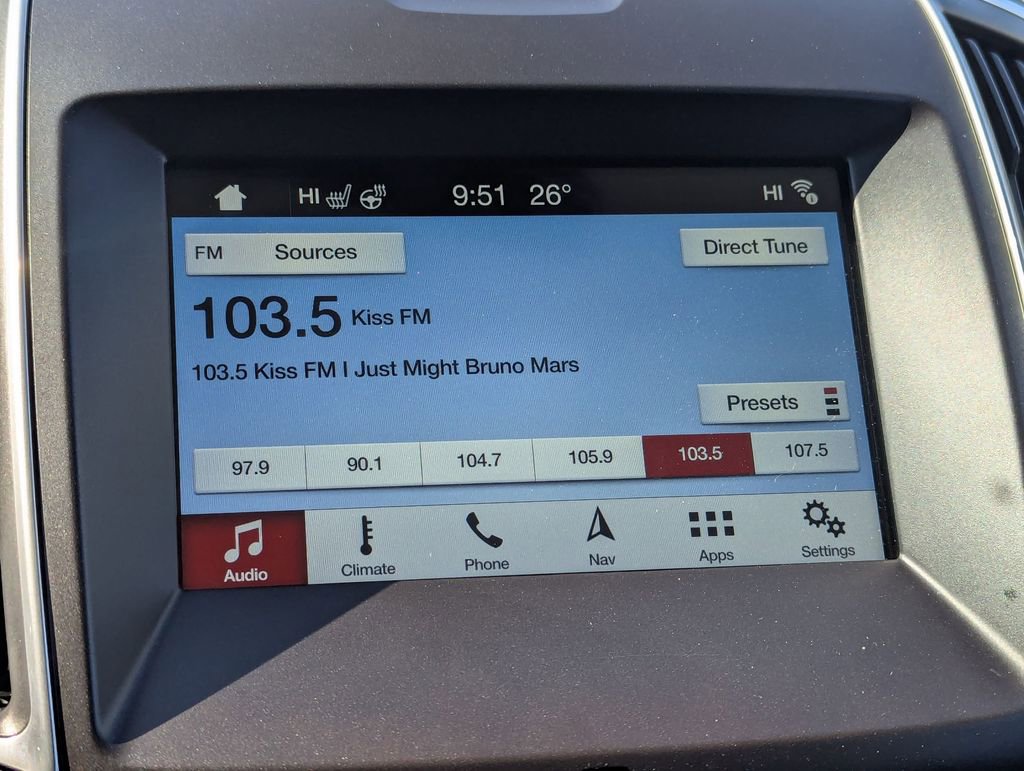 HI 9:51 26° HI
FM Sources Direct Tune
103.5 Kiss FM
103.5 Kiss FM I Just Might Bruno Mars
Presets
97.9 90.1 104.7 105.9 103.5 107.5
Audio Climate Phone Nav Apps Settings